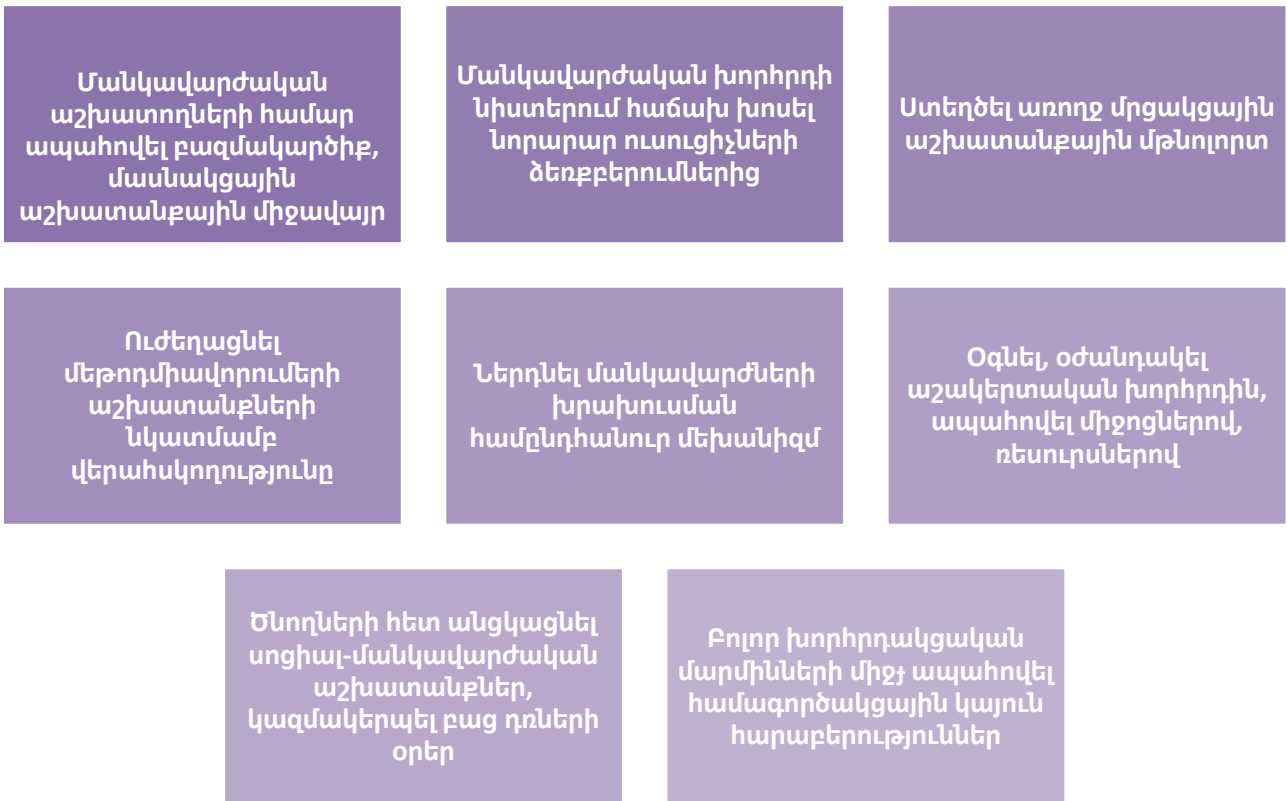 Մանկավարժական
աշխատողների համար
ապահովել բազմակարծիք,
մասնակցային
աշխատանքային միջավայր
Մանկավարժական խորհրդի
նիստերում հաճախ խոսել
նորարար ուսուցիչների
ձեռքբերումներից
Ստեղծել առողջ մրցակցային
աշխատանքային մթնոլորտ
Ուժեղացնել
մեթոդմիավորումերի
աշխատանքների
նկատմամբ
վերահսկողությունը
Ներդնել մանկավարժների
խրախուսման
համընդհանուր մեխանիզմ
Օգնել, օժանդակել
աշակերտական խորհրդին,
ապահովել միջոցներով,
ռեսուրսներով
Ծնողների հետ անցկացնել
սոցիալ-մանկավարժական
աշխատանքներ,
կազմակերպել բաց դռների
օրեր
Բոլոր խորհրդակցական
մարմինների միջջ ապահովել
համագործակցային կայուն
հարաբերություններ